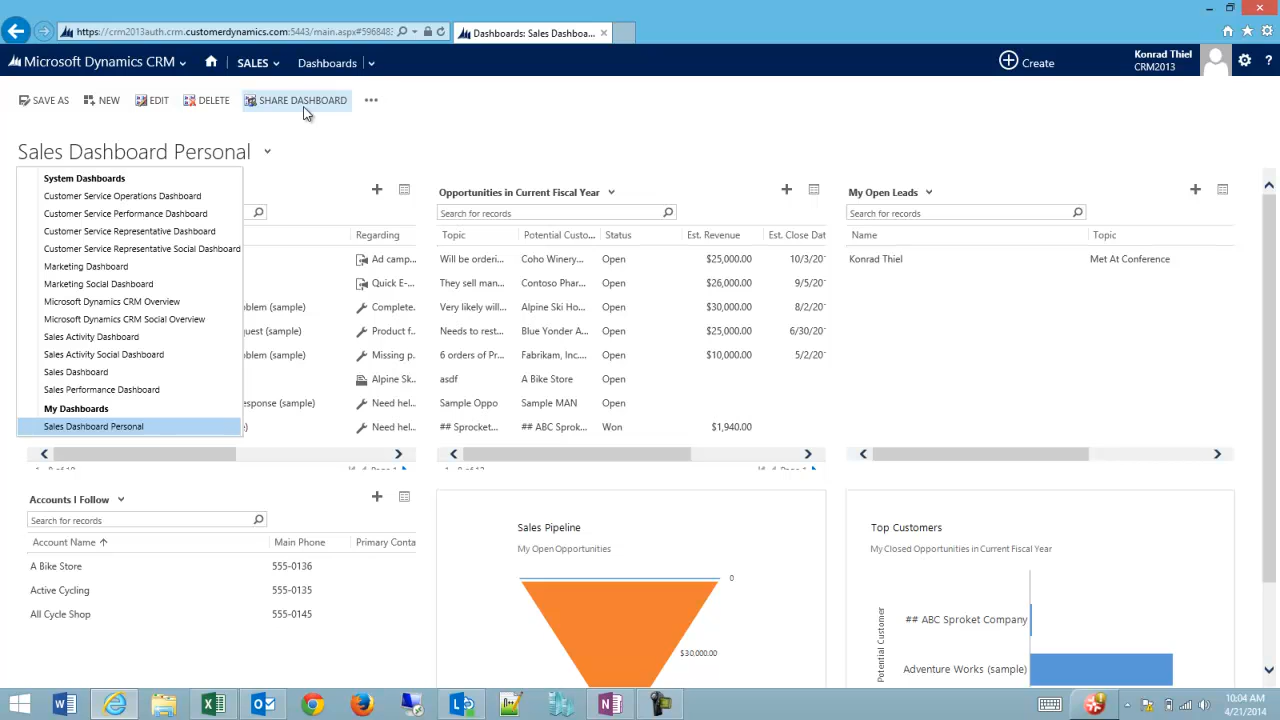 https://crm2013auth.crm.customerdynamics.com:5443/main.aspx#596848
Dashboards: Sales Dashboa...
Microsoft Dynamics CRM
SALES
Dashboards
Create
Konrad Thiel
CRM2013
?
SAVE AS
NEW
EDIT
DELETE
SHARE DASHBOARD
Sales Dashboard Personal
System Dashboards
Customer Service Operations Dashboard
Customer Service Performance Dashboard
Customer Service Representative Dashboard
Customer Service Representative Social Dashboard
Marketing Dashboard
Marketing Social Dashboard
Microsoft Dynamics CRM Overview
Microsoft Dynamics CRM Social Overview
Sales Activity Dashboard
Sales Activity Social Dashboard
Sales Dashboard
Sales Performance Dashboard
My Dashboards
Sales Dashboard Personal
Regarding
Ad camp...
Quick E-...
oblem (sample) Complete...
quest (sample) Product f...
oblem (sample) Missing p...
Alpine Sk...
esponse (sample) Need hel...
) Need hel...
Opportunities in Current Fiscal Year
Search for records
Topic Potential Custo... Status Est. Revenue Est. Close Dat
Will be orderi... Coho Winery... Open $25,000.00 10/3/20
They sell man... Contoso Phar... Open $26,000.00 9/5/20
Very likely will... Alpine Ski Ho... Open $30,000.00 8/2/20
Needs to rest... Blue Yonder A... Open $25,000.00 6/30/20
6 orders of Pr... Fabrikam, Inc.... Open $10,000.00 5/2/20
asdf A Bike Store Open
Sample Oppo Sample MAN Open
## Sprocket... ## ABC Sprok... Won $1,940.00
My Open Leads
Search for records
Name Topic
Konrad Thiel Met At Conference
Accounts I Follow
Search for records
Account Name Main Phone Primary Conta
A Bike Store 555-0136
Active Cycling 555-0135
All Cycle Shop 555-0145
Sales Pipeline
My Open Opportunities
0
$30,000.00
Top Customers
My Closed Opportunities in Current Fiscal Year
Potential Customer
## ABC Sproket Company
Adventure Works (sample)
10:04 AM
4/21/2014